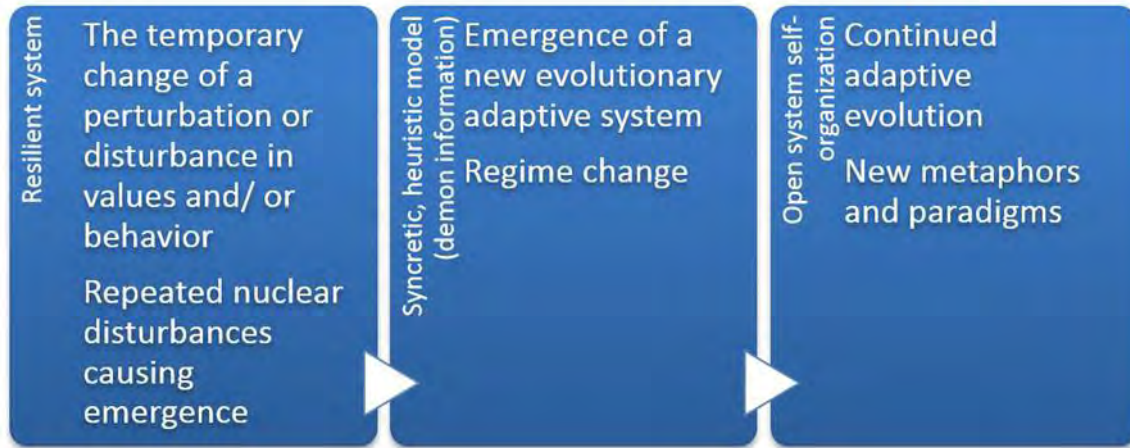 Resilient system
The temporary
change of a
perturbation or
disturbance in
values and/ or
behavior
Repeated nuclear
disturbances
causing
emergence
Syncretic, heuristic model
(demon information)
Emergence of a
new evolutionary
adaptive system
Regime change
Open system self-
organization
Continued
adaptive
evolution
New metaphors
and paradigms